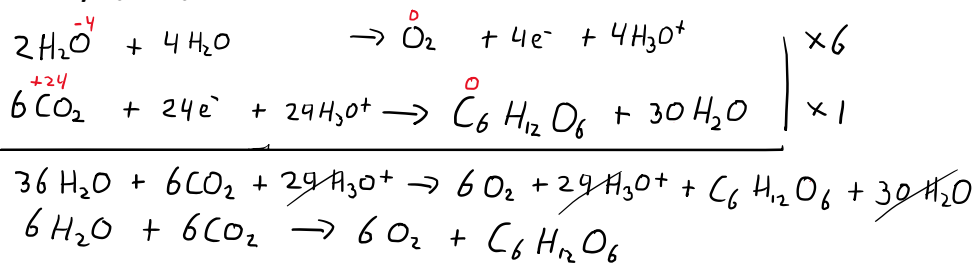 -4 0
2H₂O + 4H₂O → O₂ + 4e⁻ + 4H₃O⁺ | ×6
+24 0
6CO₂ + 24e⁻ + 24H₃O⁺ → C₆H₁₂O₆ + 30H₂O | ×1
36H₂O + 6CO₂ + 24H₃O⁺ → 6O₂ + 24H₃O⁺ + C₆H₁₂O₆ + 30H₂O
6H₂O + 6CO₂ → 6O₂ + C₆H₁₂O₆